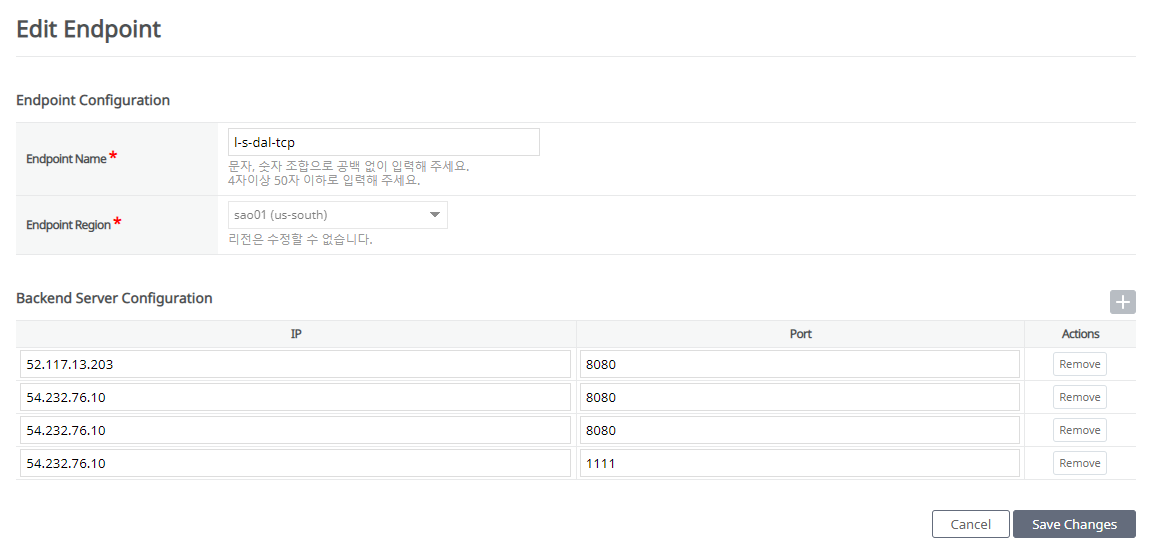 Edit Endpoint
Endpoint Configuration
Endpoint Name *
l-s-dal-tcp
문자, 숫자 조합으로 공백 없이 입력해 주세요.
4자이상 50자 이하로 입력해 주세요.
Endpoint Region *
sao01 (us-south)
리전은 수정할 수 없습니다.
Backend Server Configuration
IP Port Actions
52.117.13.203 8080 Remove
54.232.76.10 8080 Remove
54.232.76.10 8080 Remove
54.232.76.10 1111 Remove
Cancel Save Changes